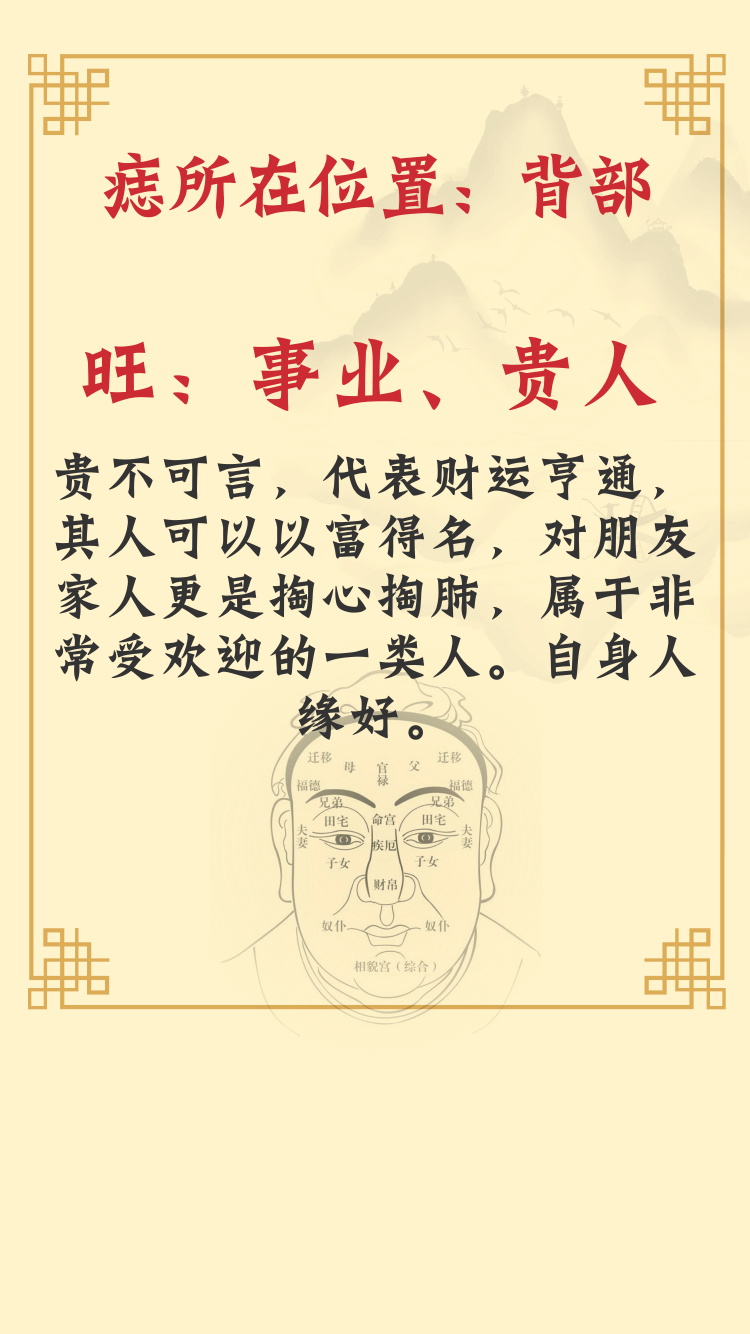 痣所在位置：背部
旺：事业、贵人
贵不可言，代表财运亨通，
其人可以以富得名，对朋友
家人更是掏心掏肺，属于非
常受欢迎的一类人。自身人
缘好。
迁移 母 官禄 父 迁移
福德 福德
兄弟 兄弟
田宅 命宫 田宅
夫妻 疾厄 夫妻
子女 子女
财帛
奴仆 奴仆
相貌宫（综合）